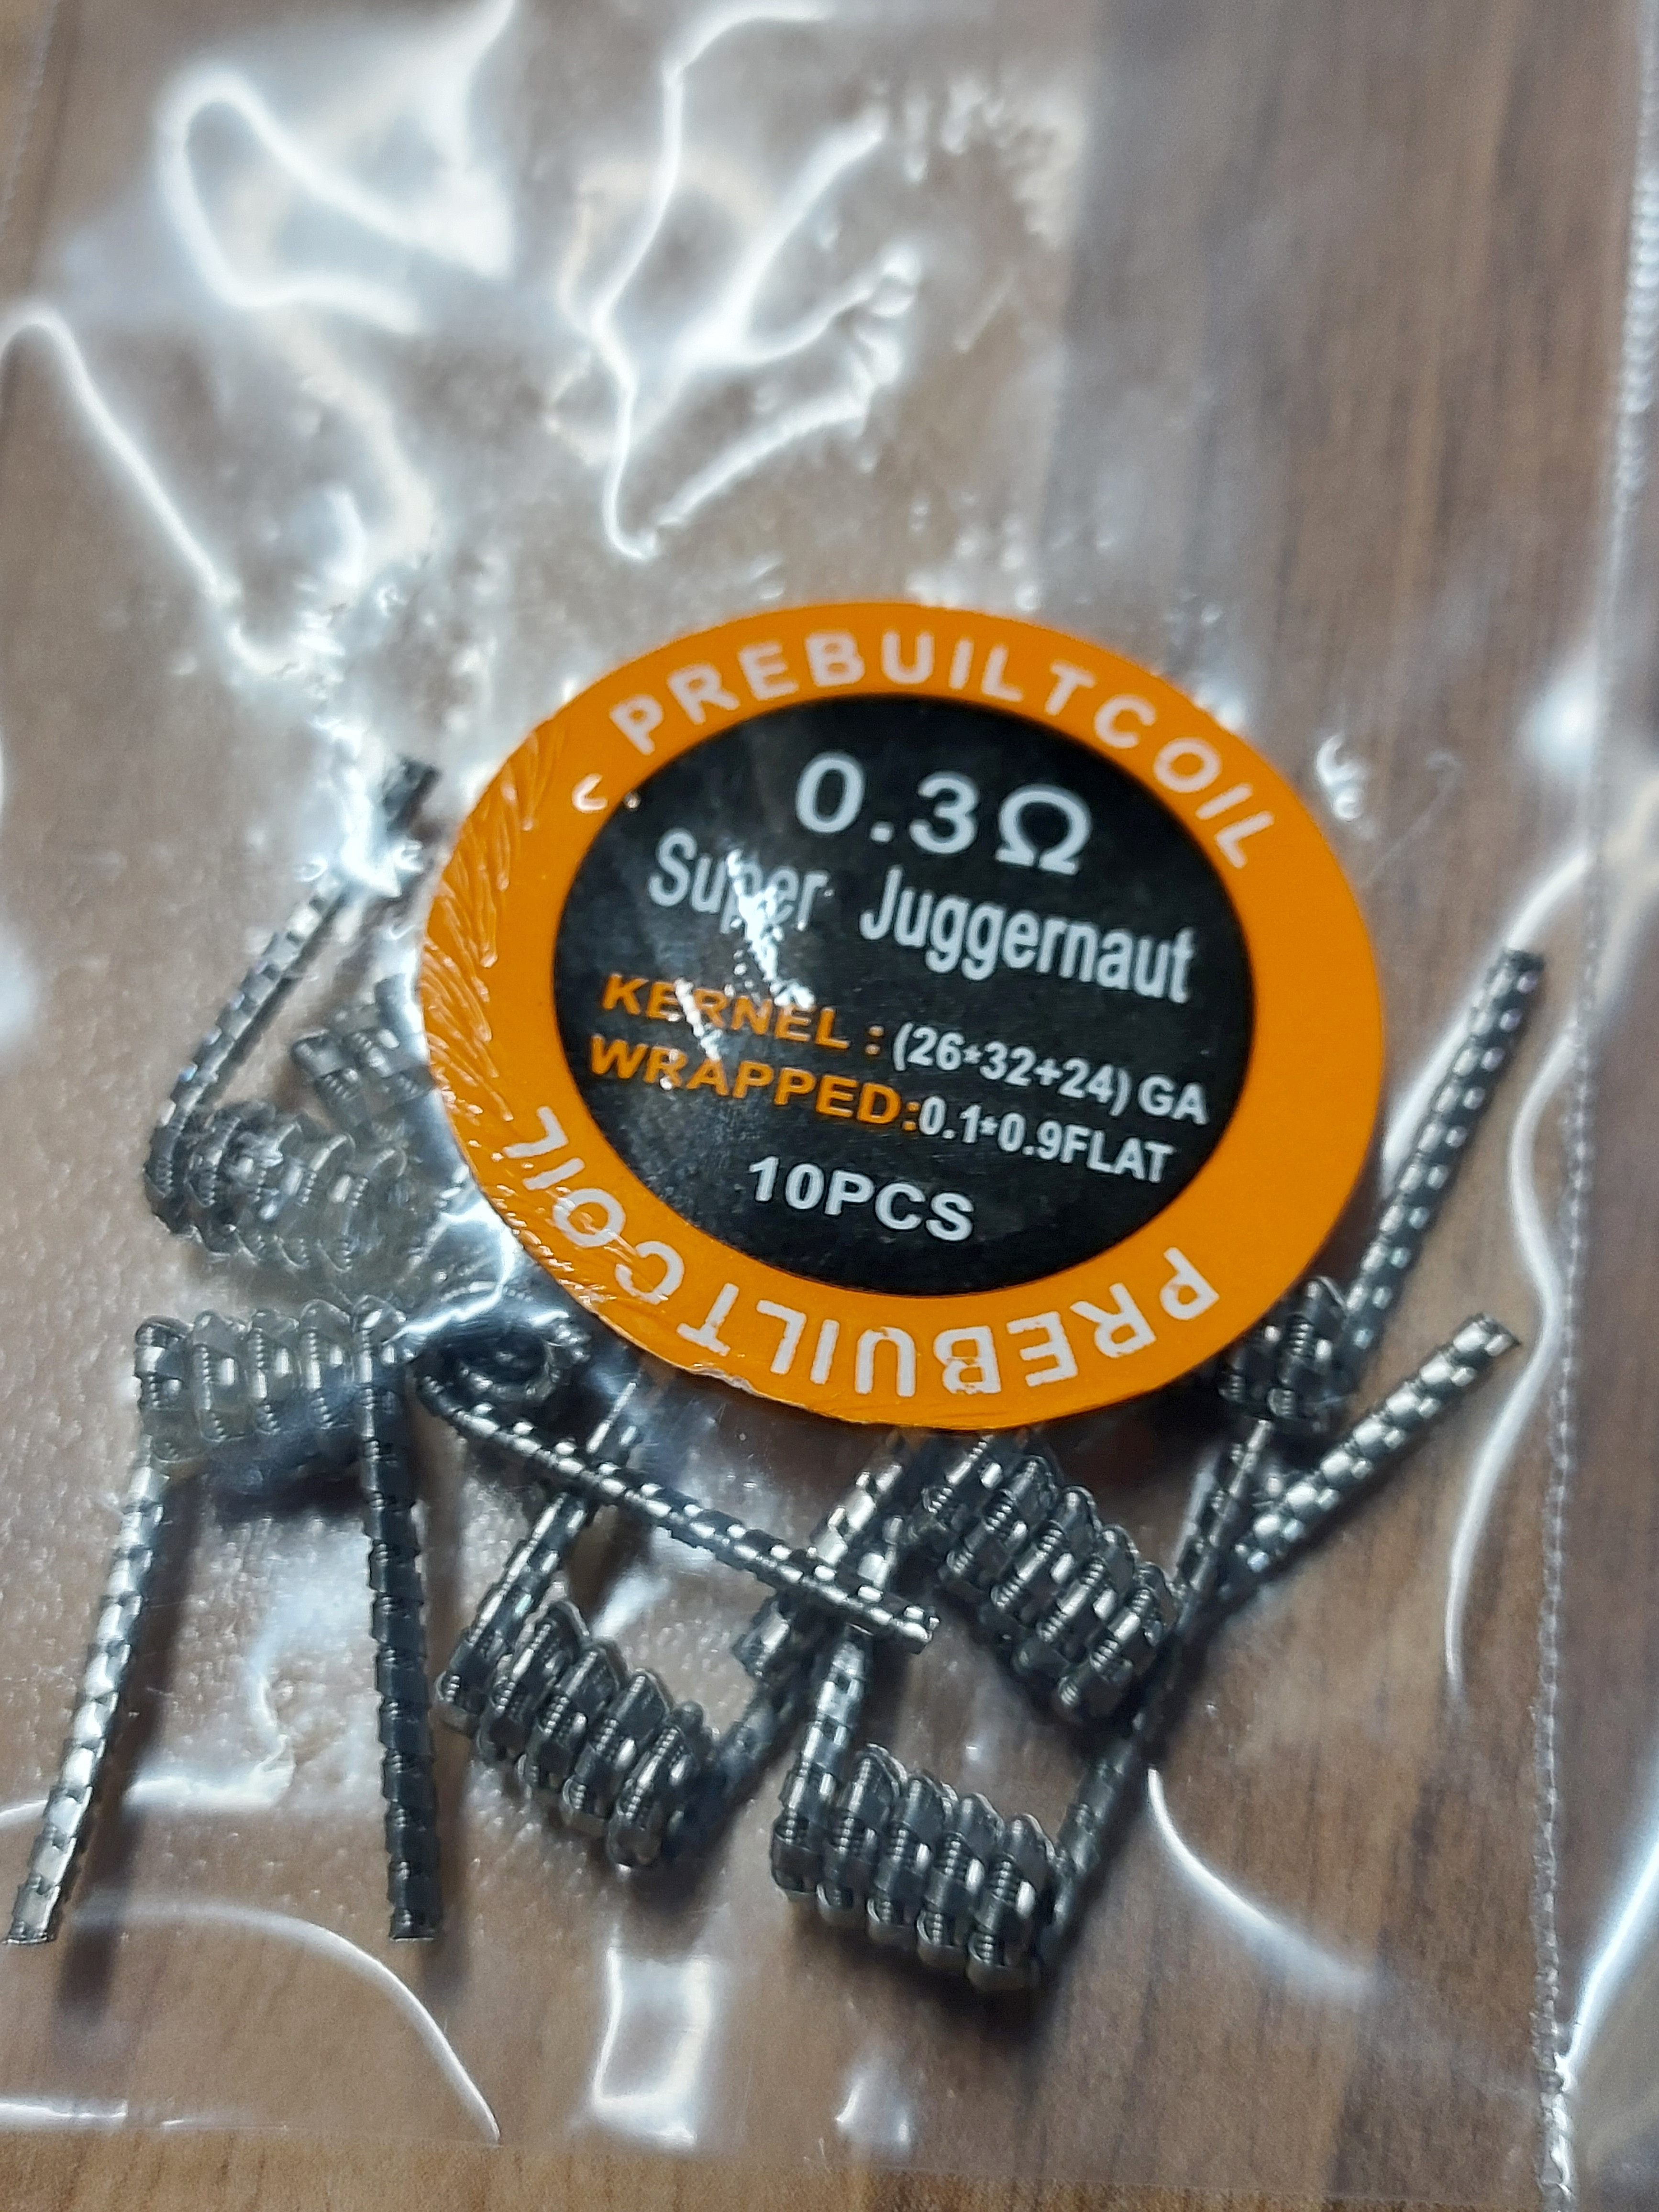 PREBUILTCOIL
0.3Ω
Super Juggernaut
KERNEL : (26*32+24) GA
WRAPPED:0.1*0.9FLAT
10PCS
PREBUILTCOIL